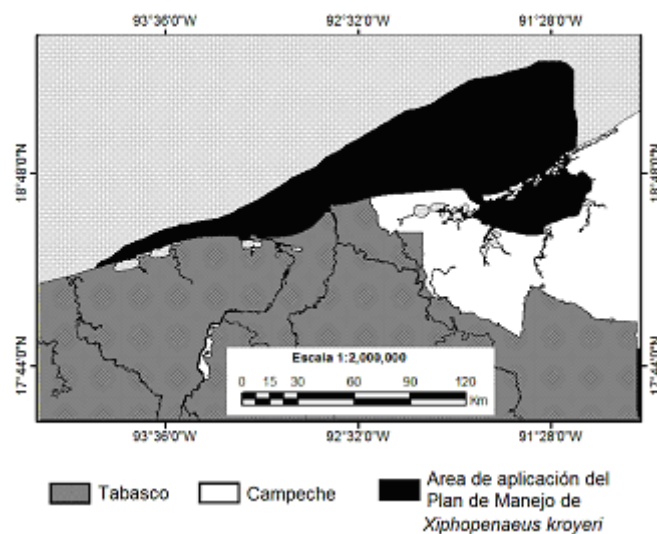 93°36'0"W 92°32'0"W 91°28'0"W
18°48'0"N 18°48'0"N
17°44'0"N 17°44'0"N
Escala 1:2,000,000
0 15 30 60 90 120
Km
93°36'0"W 92°32'0"W 91°28'0"W
Tabasco Campeche Area de aplicación del
Plan de Manejo de
Xiphopenaeus kroyeri